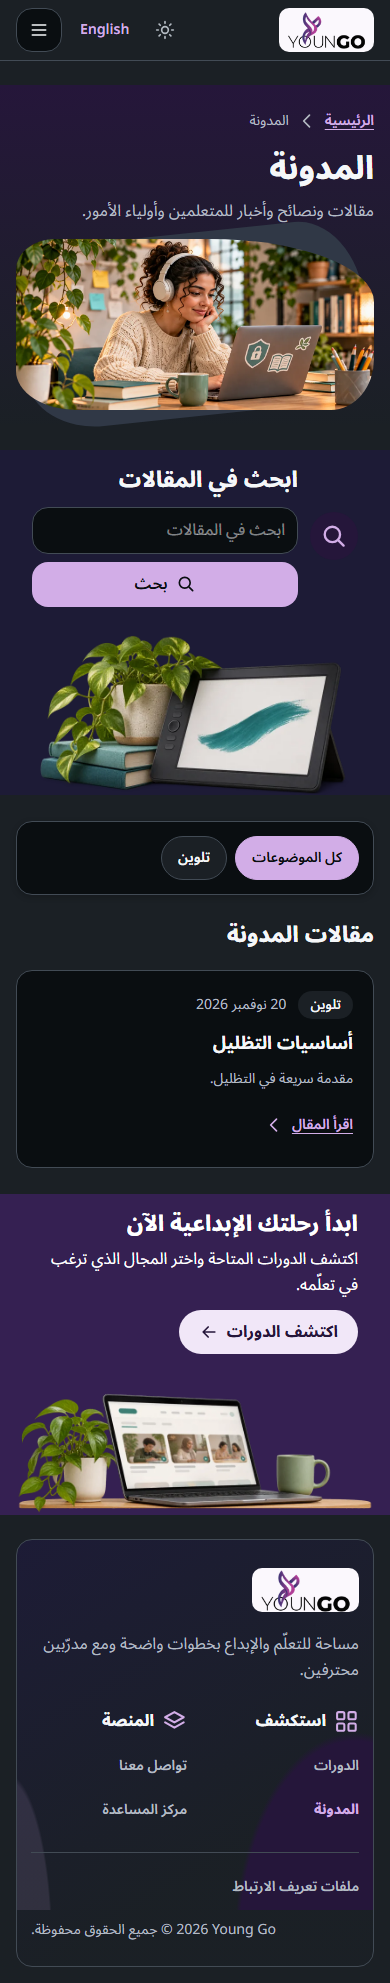 YOUNGO
English
الرئيسية
المدونة
المدونة
مقالات ونصائح وأخبار للمتعلمين وأولياء الأمور.
ابحث في المقالات
ابحث في المقالات
بحث
كل الموضوعات
تلوين
مقالات المدونة
تلوين
20 نوفمبر 2026
أساسيات التظليل
مقدمة سريعة في التظليل.
اقرأ المقال
ابدأ رحلتك الإبداعية الآن
اكتشف الدورات المتاحة واختر المجال الذي ترغب
في تعلّمه.
اكتشف الدورات
YOUNGO
مساحة للتعلّم والإبداع بخطوات واضحة ومع مدرّبين
محترفين.
استكشف
الدورات
المدونة
المنصة
تواصل معنا
مركز المساعدة
ملفات تعريف الارتباط
Young Go 2026 © جميع الحقوق محفوظة.